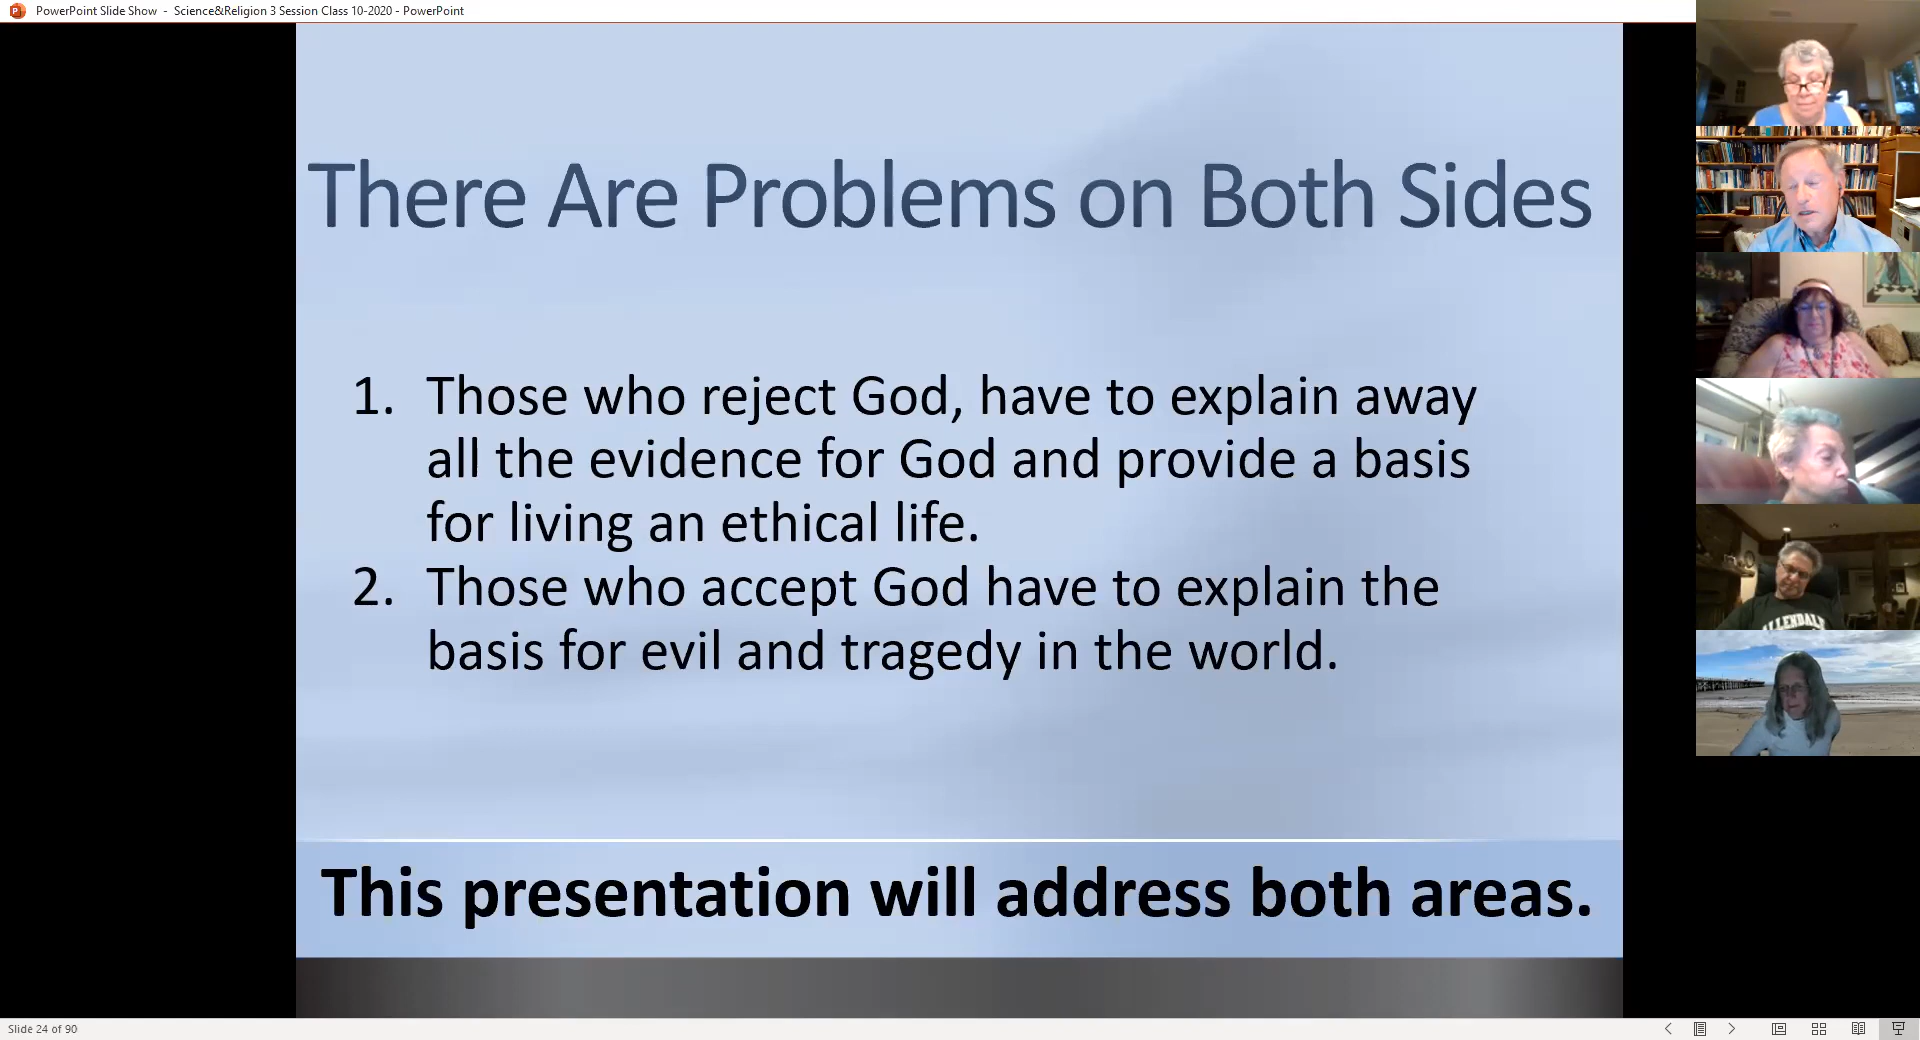 PowerPoint Slide Show - Science&Religion 3 Session Class 10-2020 - PowerPoint
There Are Problems on Both Sides
1. Those who reject God, have to explain away
all the evidence for God and provide a basis
for living an ethical life.
2. Those who accept God have to explain the
basis for evil and tragedy in the world.
This presentation will address both areas.
ALLENDALE
Slide 24 of 90